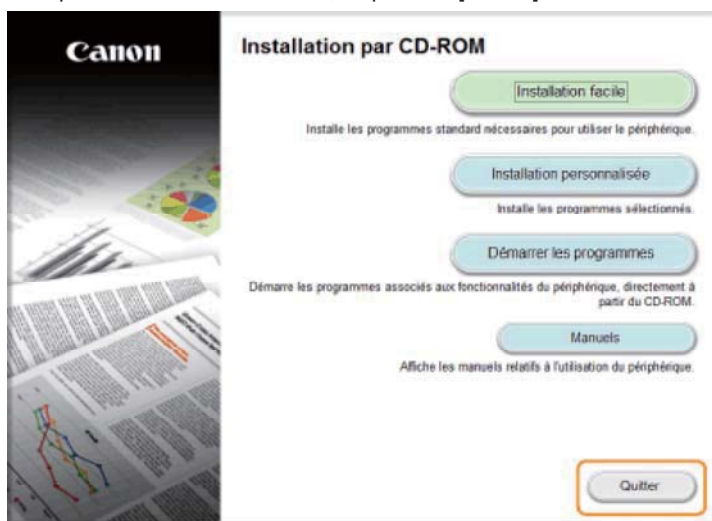 Canon
Installation par CD-ROM
Installation facile
Installe les programmes standard nécessaires pour utiliser le périphérique.
Installation personnalisée
Installe les programmes sélectionnés.
Démarrer les programmes
Démarre les programmes associés aux fonctionnalités du périphérique, directement à
partir du CD-ROM.
Manuels
Affiche les manuels relatifs à l'utilisation du périphérique.
Quitter